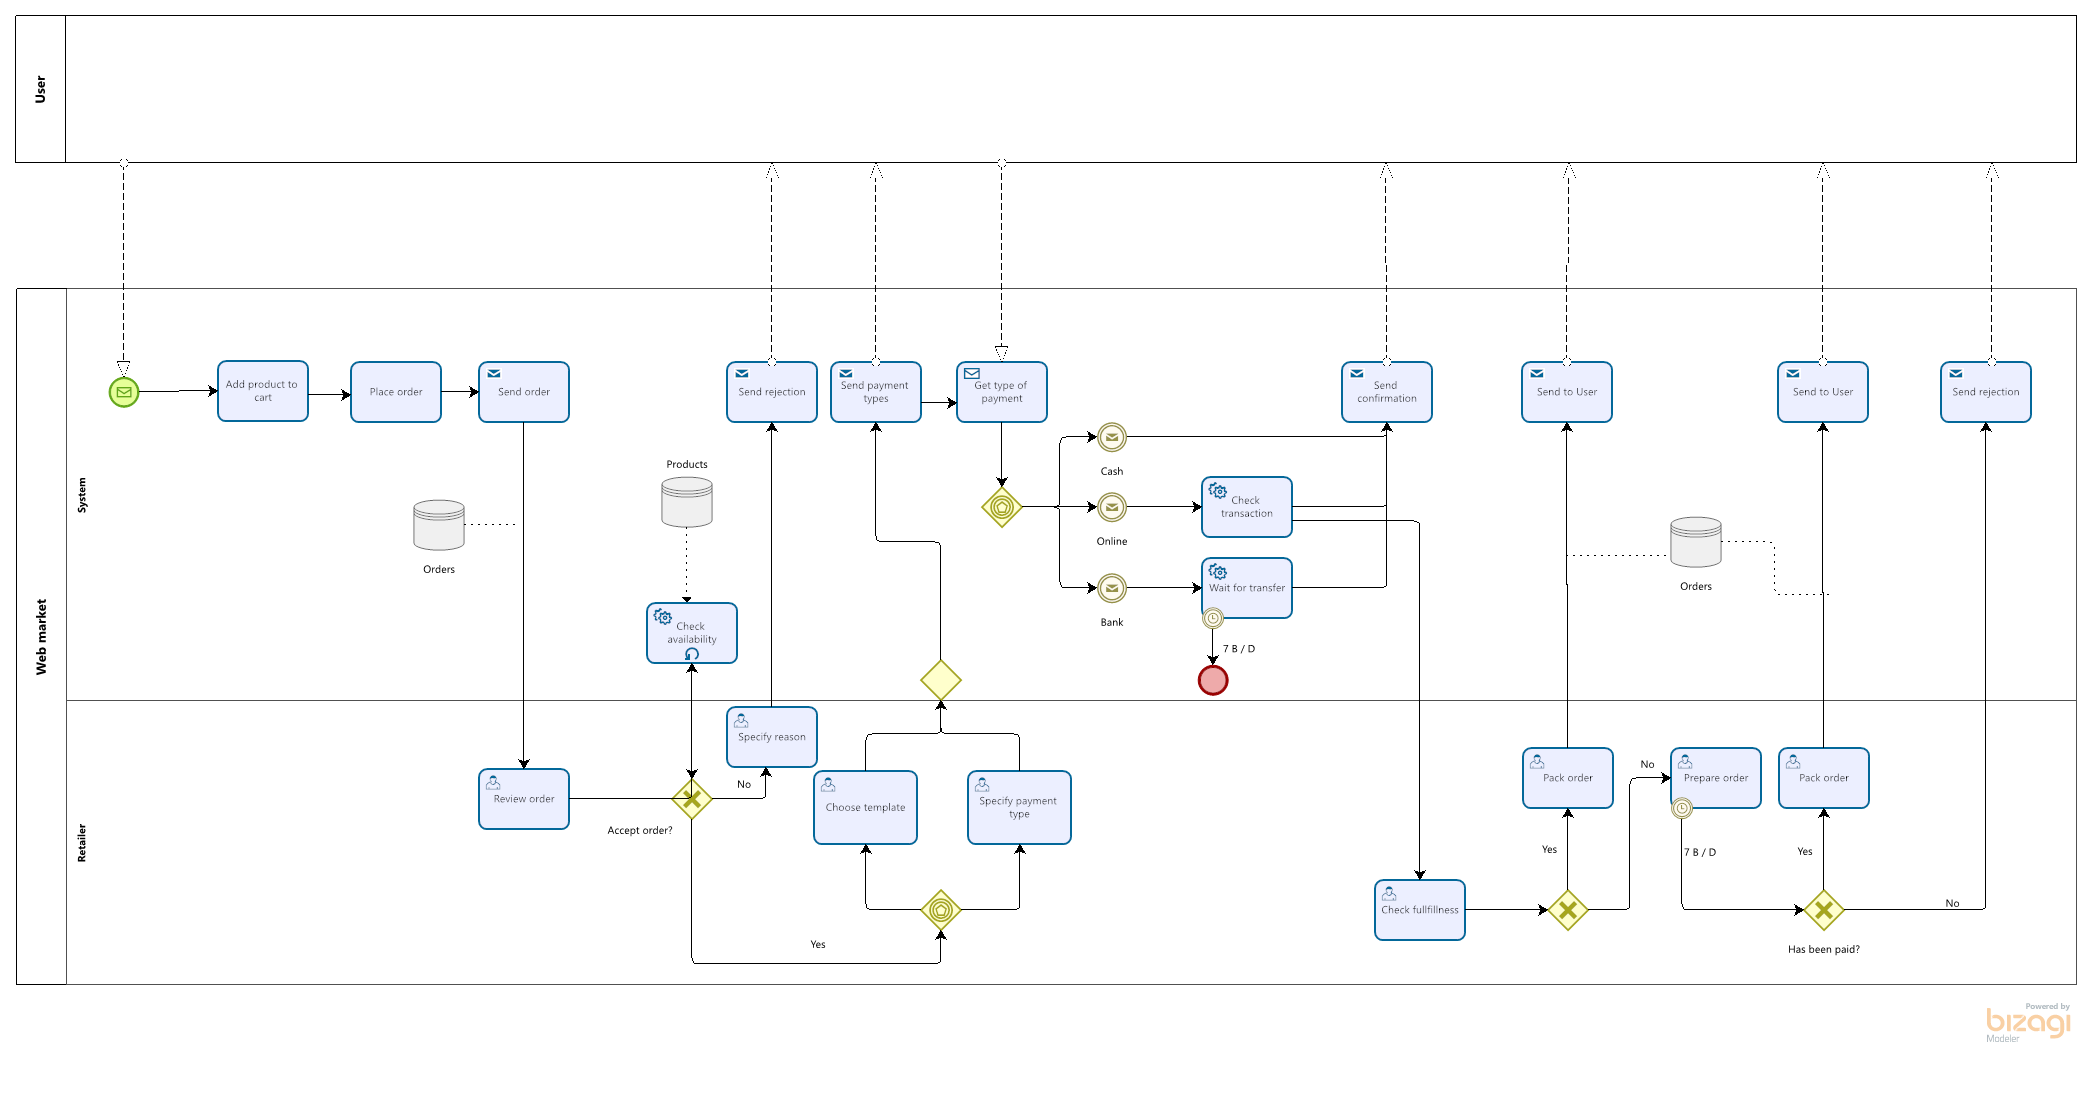 User
Web market
System
Retailer
Add product to
cart
Place order
Send order
Send rejection
Send payment
types
Get type of
payment
Send
confirmation
Send to User
Send to User
Send rejection
Cash
Products
Orders
Check
transaction
Online
Orders
Wait for transfer
Bank
7 B / D
Check
availability
Specify reason
No
Review order
Accept order?
Choose template
Specify payment
type
Yes
Check fullfillness
Pack order
Yes
No
Prepare order
7 B / D
Pack order
Yes
No
Has been paid?
Powered by
bizagi
Modeler